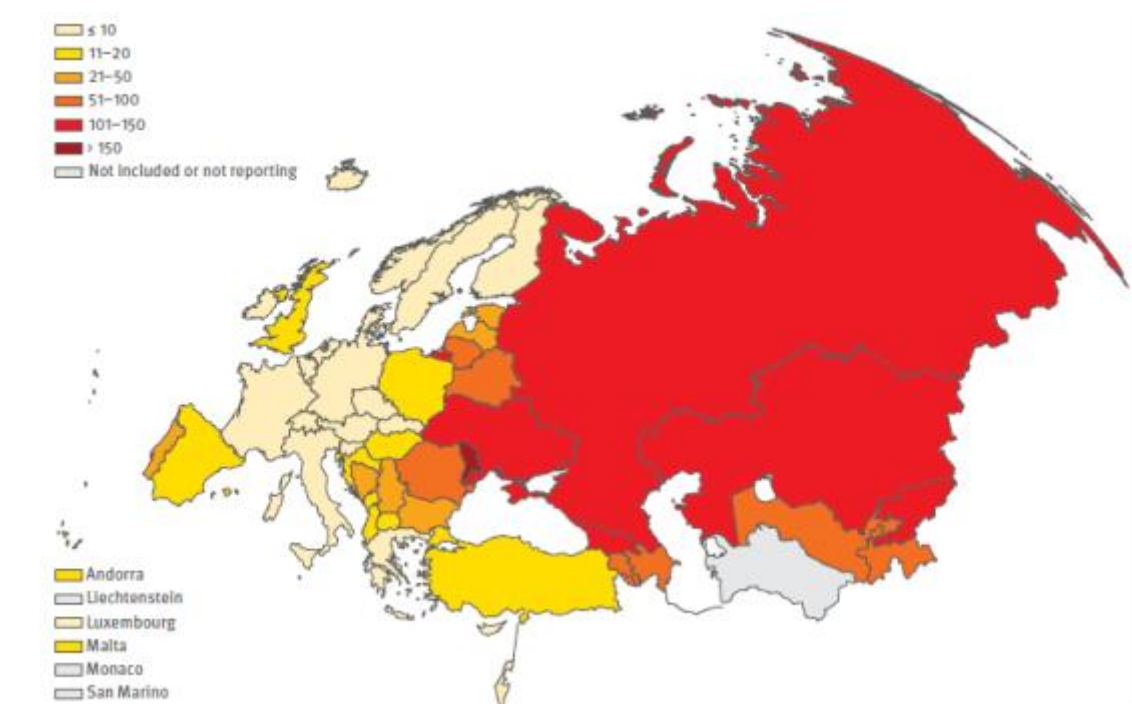 ≤ 10
11–20
21–50
51–100
101–150
> 150
Not included or not reporting
Andorra
Liechtenstein
Luxembourg
Malta
Monaco
San Marino